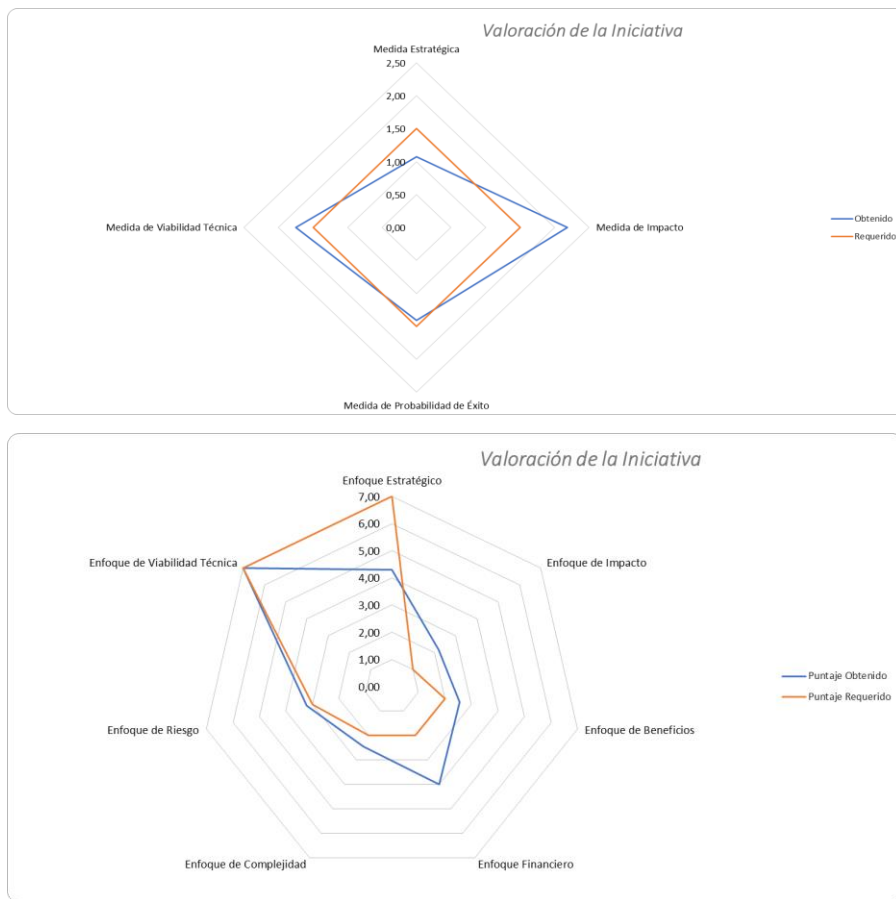 Valoración de la Iniciativa
Medida Estratégica
2,50
2,00
1,50
1,00
0,50
0,00
Medida de Viabilidad Técnica
Medida de Impacto
Obtenido
Requerido
Medida de Probabilidad de Éxito
Valoración de la Iniciativa
Enfoque Estratégico
7,00
6,00
5,00
4,00
3,00
2,00
1,00
0,00
Enfoque de Viabilidad Técnica
Enfoque de Impacto
Puntaje Obtenido
Puntaje Requerido
Enfoque de Riesgo
Enfoque de Beneficios
Enfoque de Complejidad
Enfoque Financiero